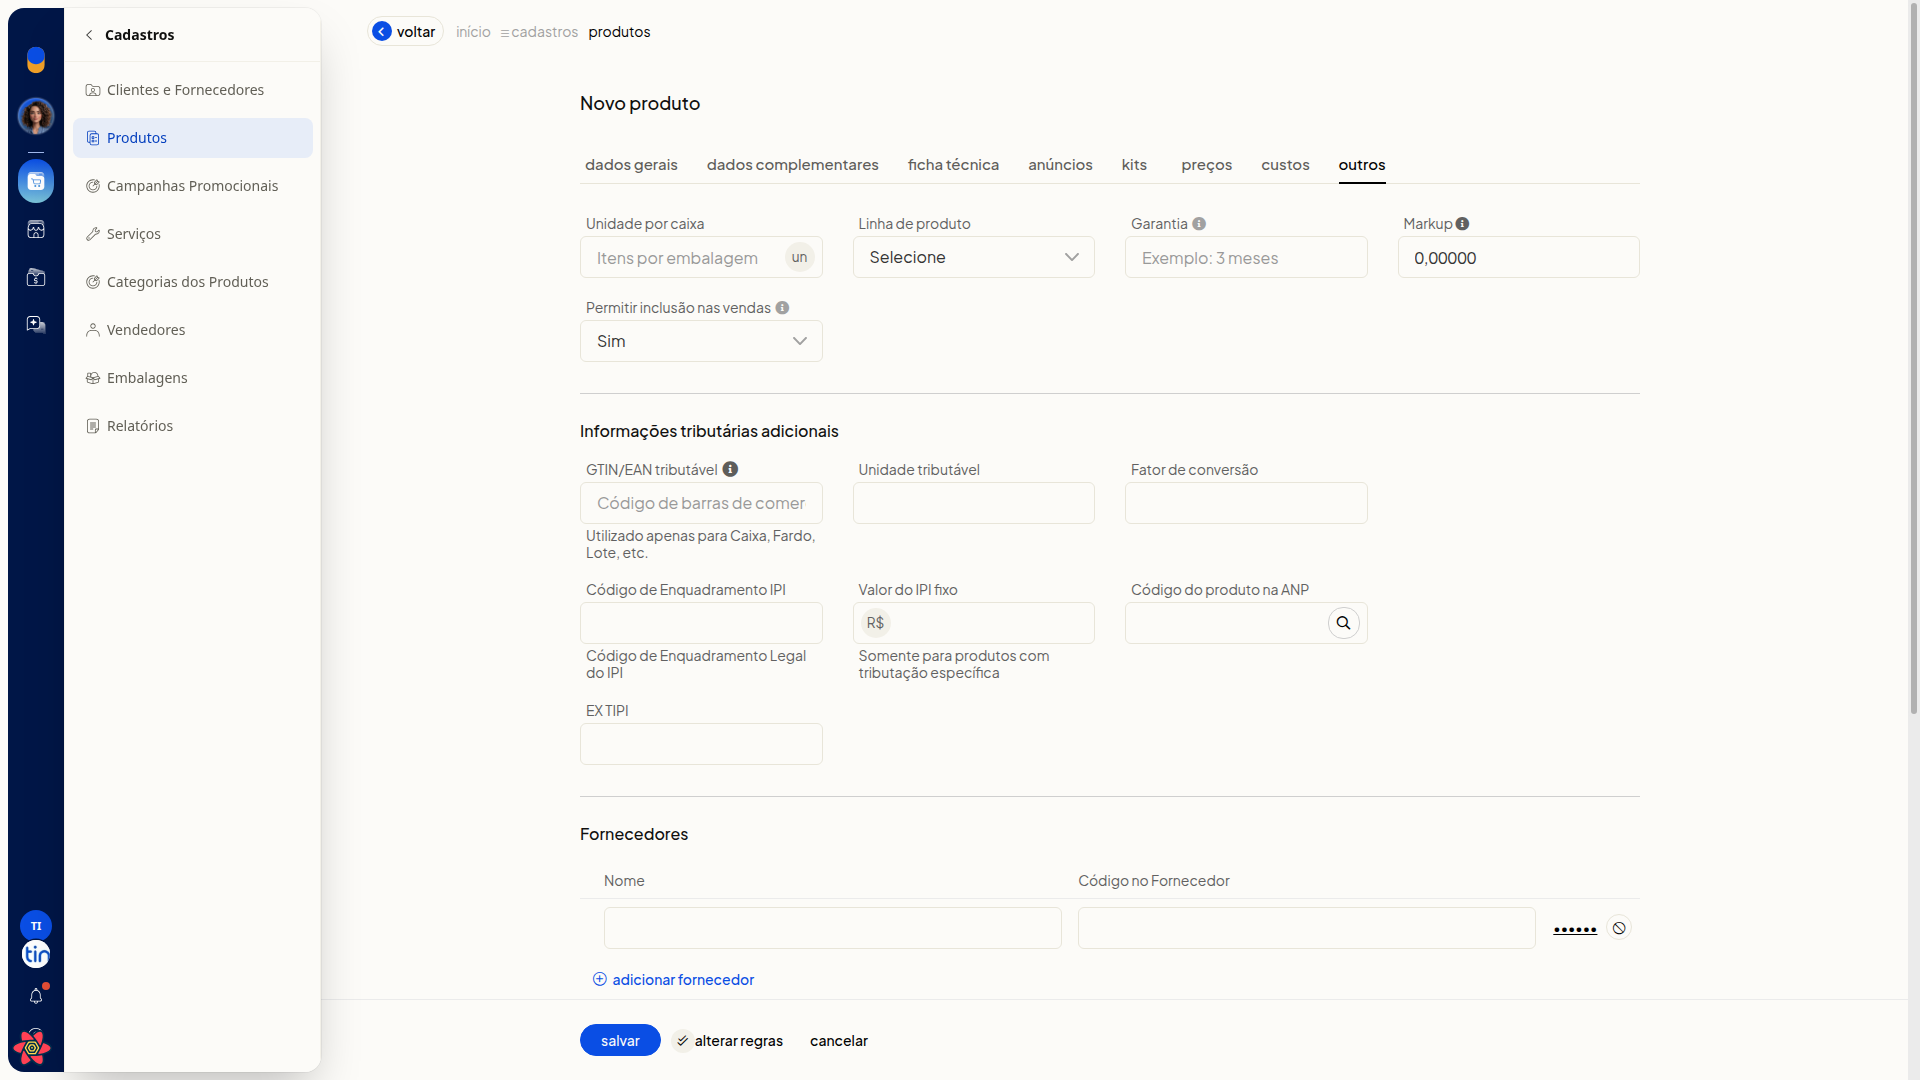 Cadastros
Clientes e Fornecedores
Produtos
Campanhas Promocionais
Serviços
Categorias dos Produtos
Vendedores
Embalagens
Relatórios
TI
tin
voltar início cadastros produtos
Novo produto
dados gerais dados complementares ficha técnica anúncios kits preços custos outros
Unidade por caixa Linha de produto Garantia Markup
Itens por embalagem un Selecione Exemplo: 3 meses 0,00000
Permitir inclusão nas vendas
Sim
Informações tributárias adicionais
GTIN/EAN tributável Unidade tributável Fator de conversão
Código de barras de comer
Utilizado apenas para Caixa, Fardo,
Lote, etc.
Código de Enquadramento IPI Valor do IPI fixo Código do produto na ANP
R$
Código de Enquadramento Legal
do IPI
Somente para produtos com
tributação específica
EX TIPI
Fornecedores
Nome Código no Fornecedor
adicionar fornecedor
salvar alterar regras cancelar